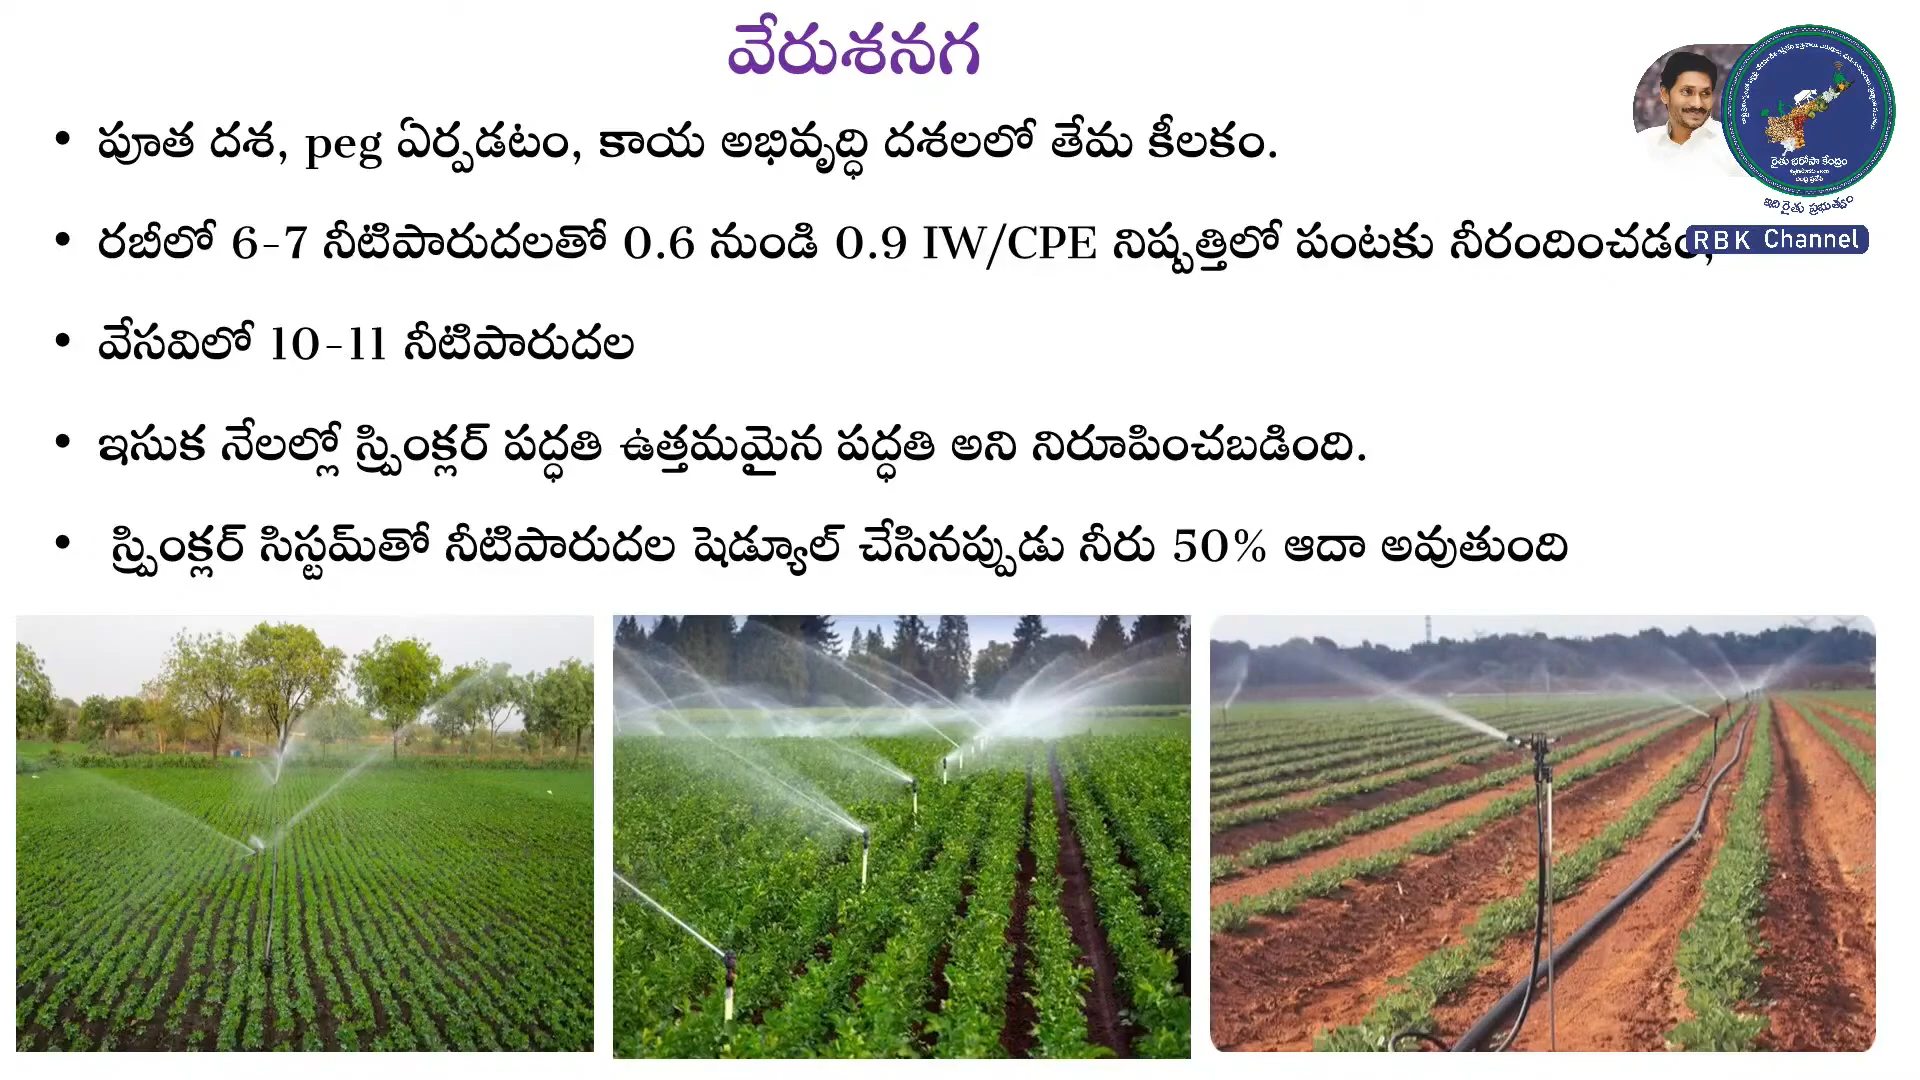 వేరుశనగ
• పూత దశ, peg ఏర్పడటం, కాయ అభివృద్ధి దశలలో తేమ కీలకం.
• రబీలో 6-7 నీటిపారుదలతో 0.6 నుండి 0.9 IW/CPE నిష్పత్తిలో పంటకు నీరందించడం,
• వేసవిలో 10-11 నీటిపారుదల
• ఇసుక నేలల్లో స్ప్రింక్లర్ పద్ధతి ఉత్తమమైన పద్ధతి అని నిరూపించబడింది.
• స్ప్రింక్లర్ సిస్టమ్‌తో నీటిపారుదల షెడ్యూల్ చేసినప్పుడు నీరు 50% ఆదా అవుతుంది
రైతు భరోసా కేంద్రం
ఇది రైతు ప్రభుత్వం
RBK Channel